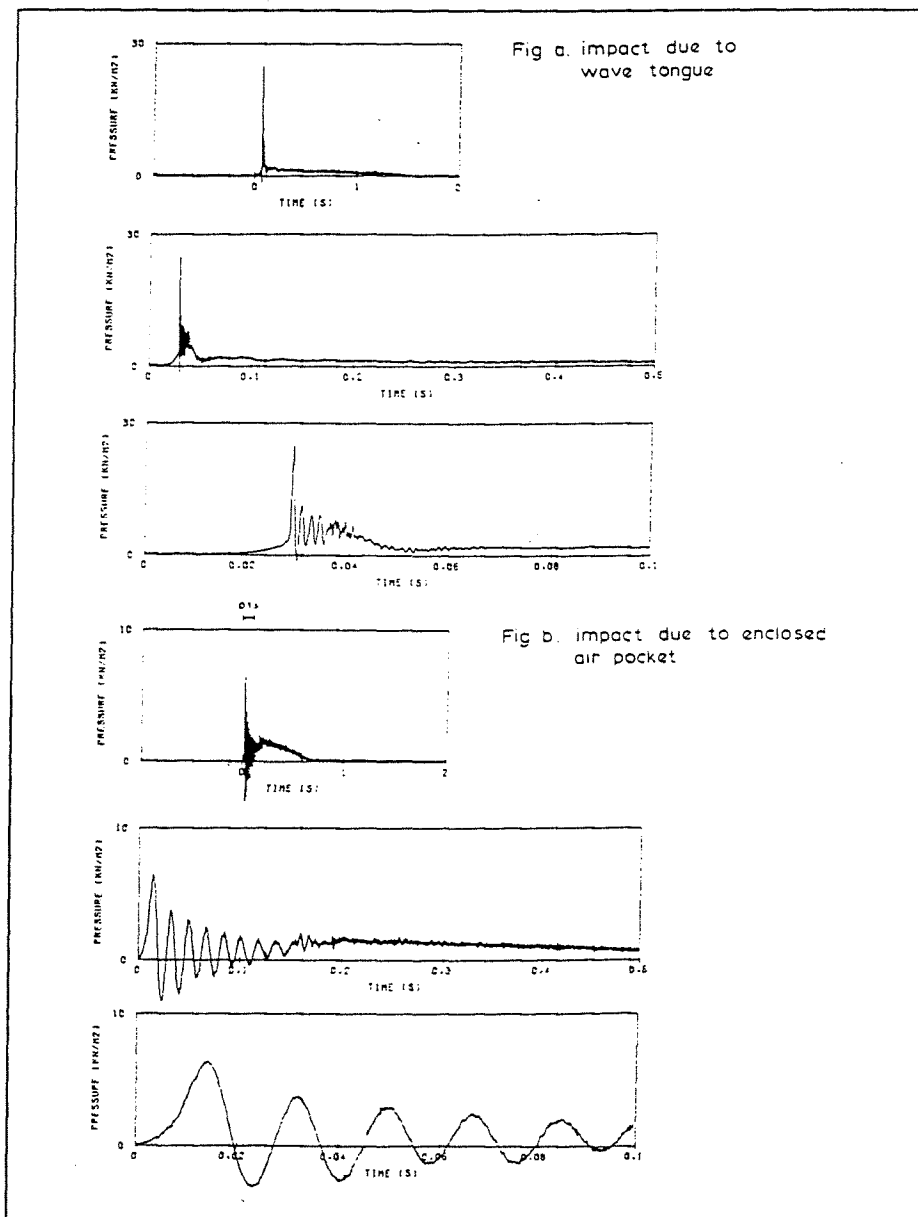 Fig a. impact due to
wave tongue
30
PRESSURE (KN/M2)
0
0 1 2
TIME (S)
30
PRESSURE (KN/M2)
0
0 0.1 0.2 0.3 0.4 0.5
TIME (S)
30
PRESSURE (KN/M2)
0
0 0.02 0.04 0.06 0.08 0.1
TIME (S)
Fig b. impact due to enclosed
air pocket
10
PRESSURE (KN/M2)
0
1 2
TIME (S)
10
PRESSURE (KN/M2)
0
0 0.1 0.2 0.3 0.4
TIME (S)
10
PRESSURE (KN/M2)
0
0 0.02 0.04 0.06 0.08 0.1
TIME (S)